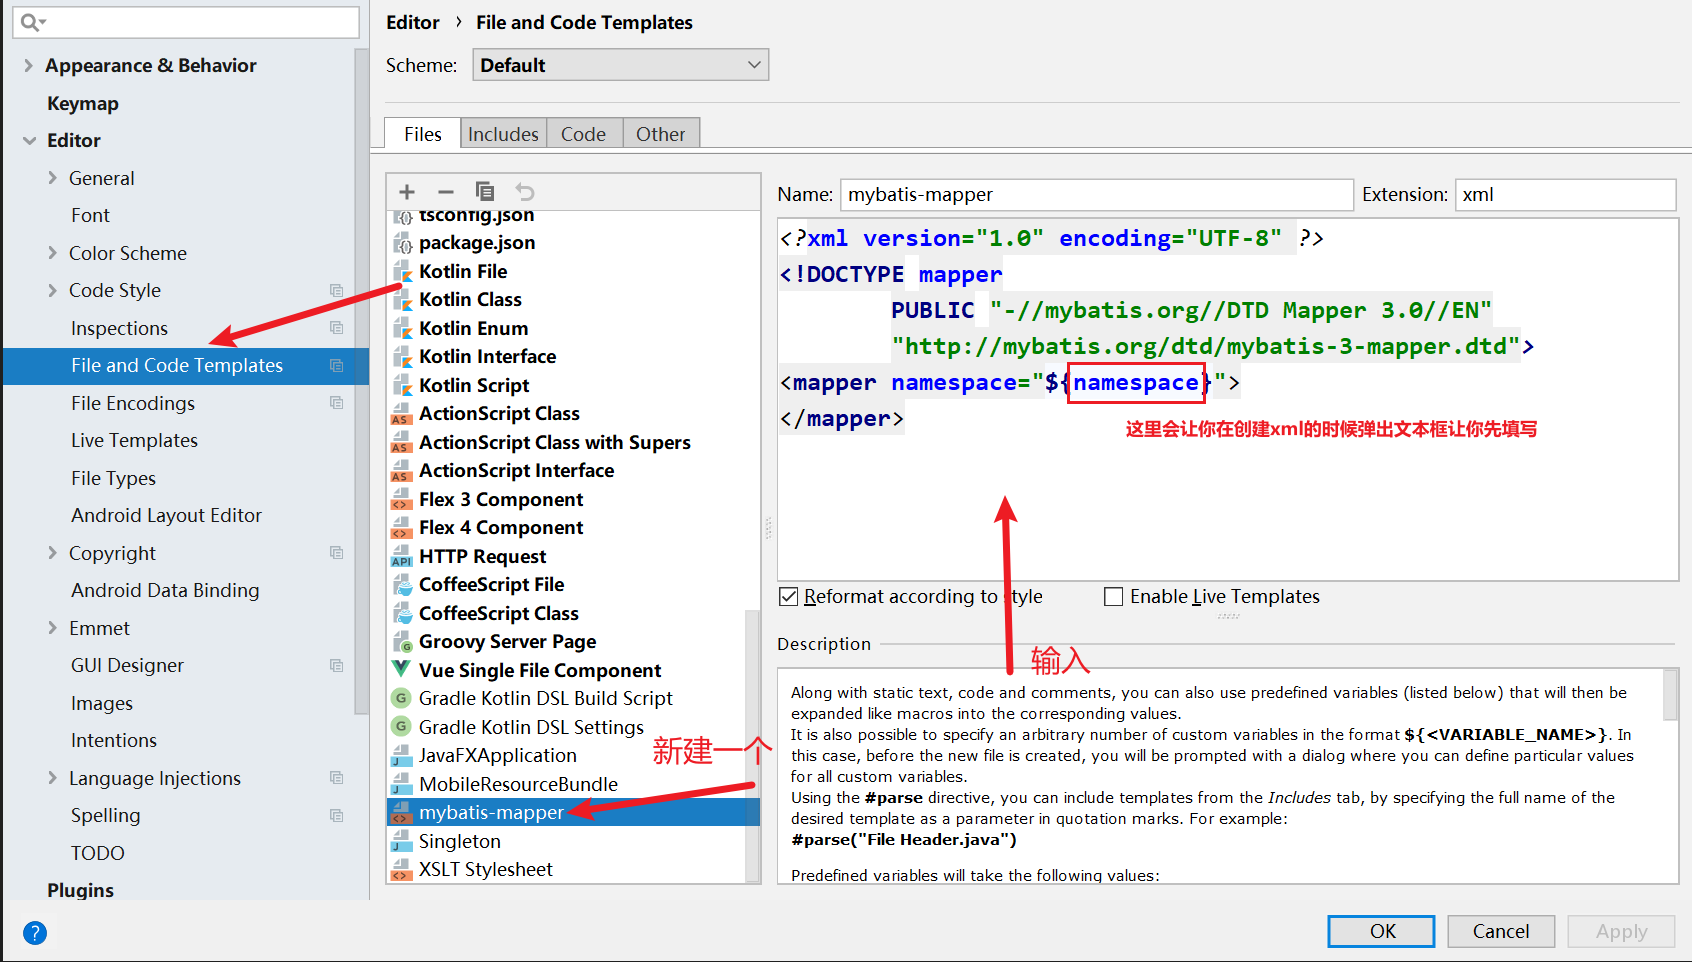 Appearance & Behavior
Keymap
Editor
General
Font
Color Scheme
Code Style
Inspections
File and Code Templates
File Encodings
Live Templates
File Types
Android Layout Editor
Copyright
Android Data Binding
Emmet
GUI Designer
Images
Intentions
Language Injections
Spelling
TODO
Plugins
Editor › File and Code Templates
Scheme: Default
Files Includes Code Other
tsconfig.json
package.json
Kotlin File
Kotlin Class
Kotlin Enum
Kotlin Interface
Kotlin Script
ActionScript Class
ActionScript Class with Supers
ActionScript Interface
Flex 3 Component
Flex 4 Component
HTTP Request
CoffeeScript File
CoffeeScript Class
Groovy Server Page
Vue Single File Component
Gradle Kotlin DSL Build Script
Gradle Kotlin DSL Settings
JavaFXApplication
MobileResourceBundle
mybatis-mapper
Singleton
XSLT Stylesheet
新建一个
Name: mybatis-mapper Extension: xml
<?xml version="1.0" encoding="UTF-8" ?>
<!DOCTYPE mapper
PUBLIC "-//mybatis.org//DTD Mapper 3.0//EN"
"http://mybatis.org/dtd/mybatis-3-mapper.dtd">
<mapper namespace="${namespace}">
</mapper>
这里会让你在创建xml的时候弹出文本框让你先填写
Reformat according to style Enable Live Templates
输入
Description
Along with static text, code and comments, you can also use predefined variables (listed below) that will then be
expanded like macros into the corresponding values.
It is also possible to specify an arbitrary number of custom variables in the format ${<VARIABLE_NAME>}. In
this case, before the new file is created, you will be prompted with a dialog where you can define particular values
for all custom variables.
Using the #parse directive, you can include templates from the Includes tab, by specifying the full name of the
desired template as a parameter in quotation marks. For example:
#parse("File Header.java")
Predefined variables will take the following values:
? OK Cancel Apply